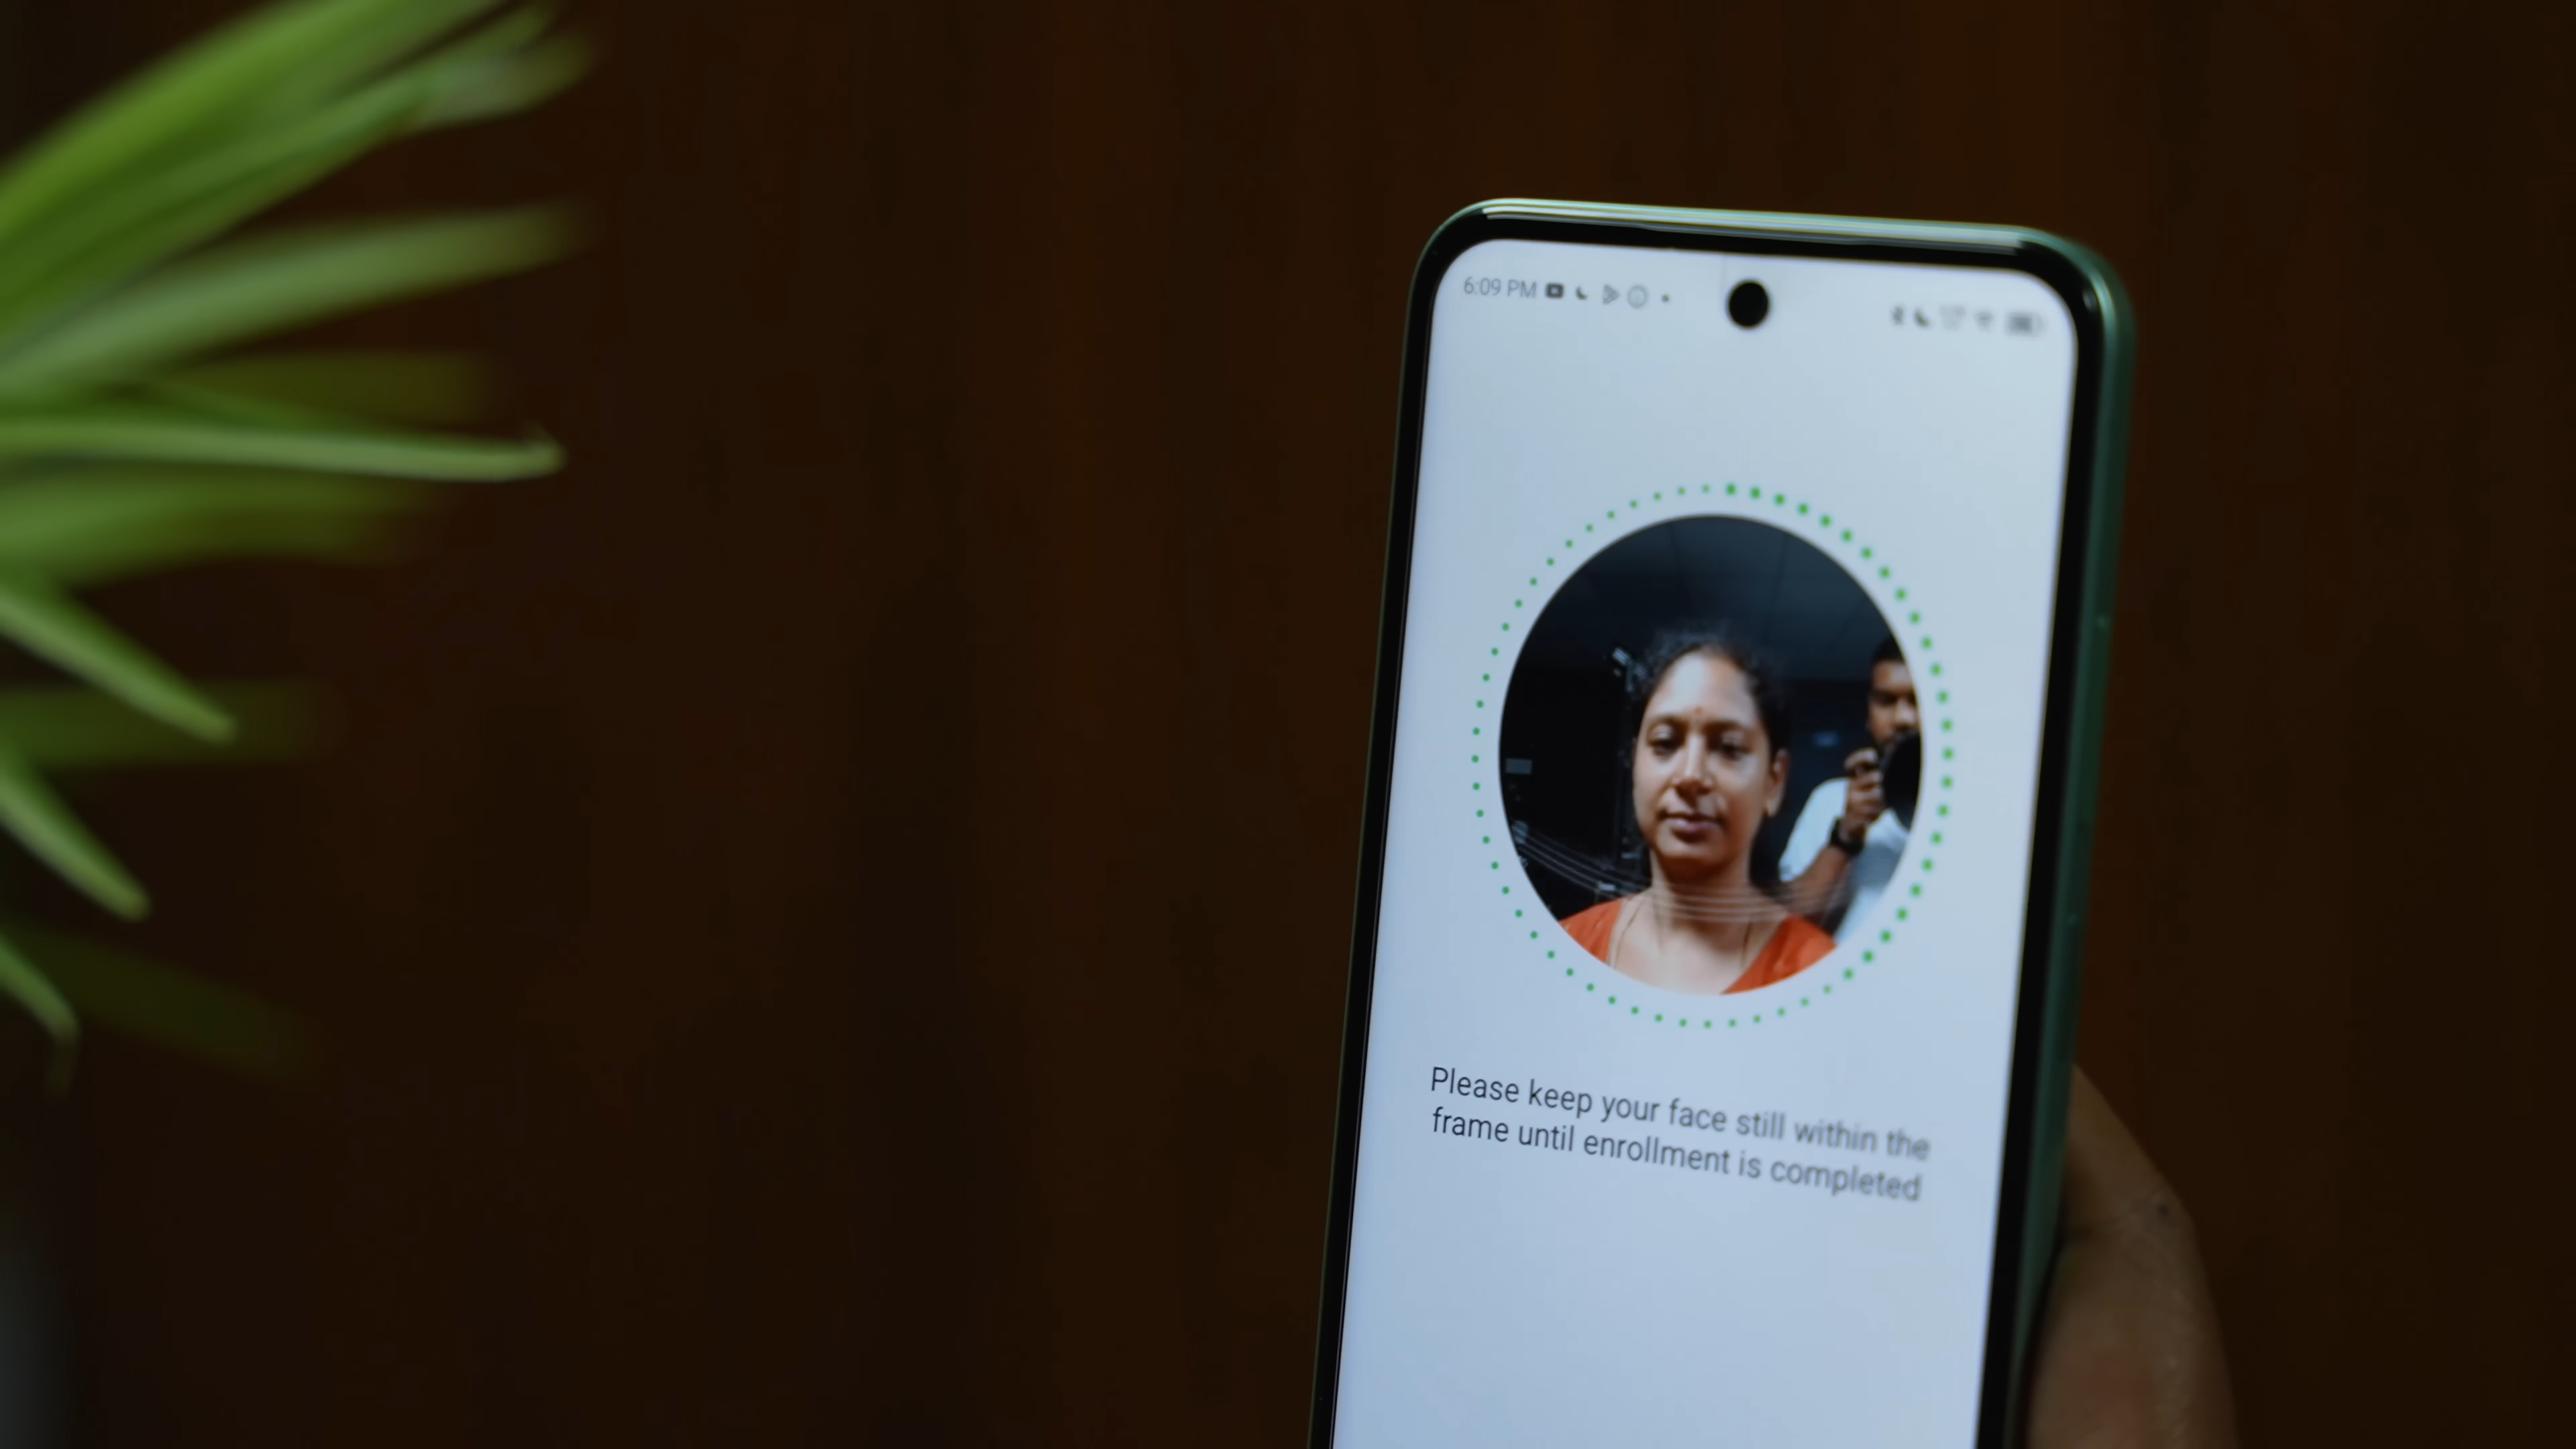 6:09 PM
Please keep your face still within the
frame until enrollment is completed